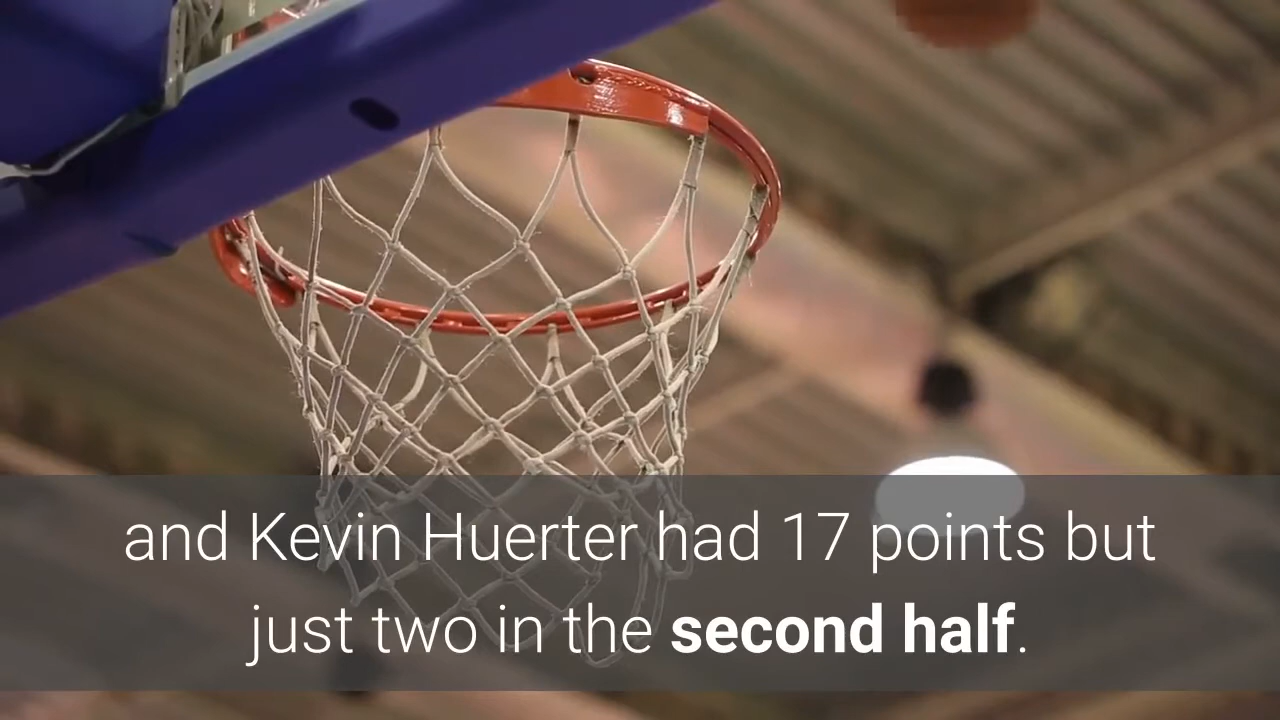 and Kevin Huerter had 17 points but
just two in the second half.